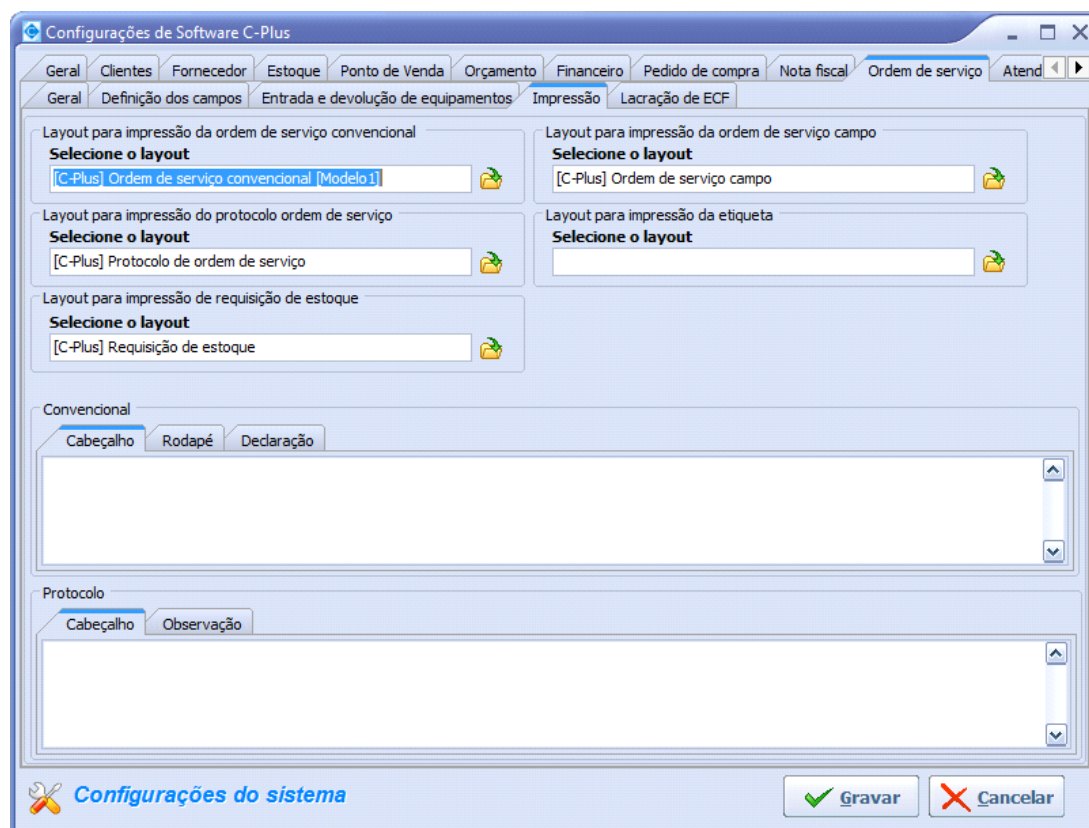 Configurações de Software C-Plus
Geral Clientes Fornecedor Estoque Ponto de Venda Orçamento Financeiro Pedido de compra Nota fiscal Ordem de serviço Atend
Geral Definição dos campos Entrada e devolução de equipamentos Impressão Lacração de ECF
Layout para impressão da ordem de serviço convencional
Selecione o layout
[C-Plus] Ordem de serviço convencional [Modelo1]
Layout para impressão da ordem de serviço campo
Selecione o layout
[C-Plus] Ordem de serviço campo
Layout para impressão do protocolo ordem de serviço
Selecione o layout
[C-Plus] Protocolo de ordem de serviço
Layout para impressão da etiqueta
Selecione o layout
Layout para impressão de requisição de estoque
Selecione o layout
[C-Plus] Requisição de estoque
Convencional
Cabeçalho Rodapé Declaração
Protocolo
Cabeçalho Observação
Configurações do sistema
Gravar Cancelar